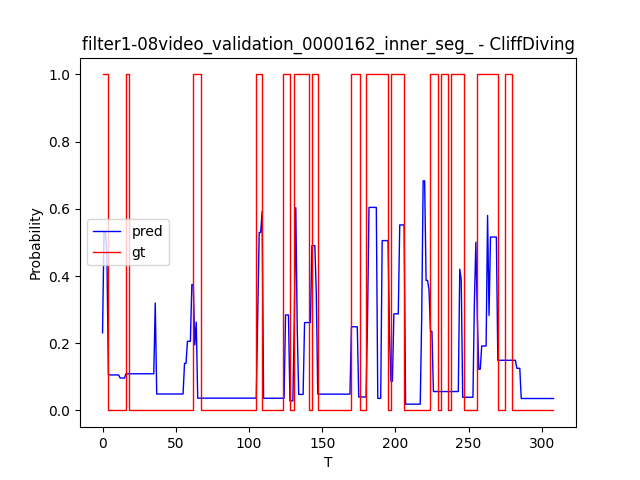 filter1-08video_validation_0000162_inner_seg_ - CliffDiving
1.0
0.8
0.6
0.4
0.2
0.0
Probability
pred
gt
0 50 100 150 200 250 300
T